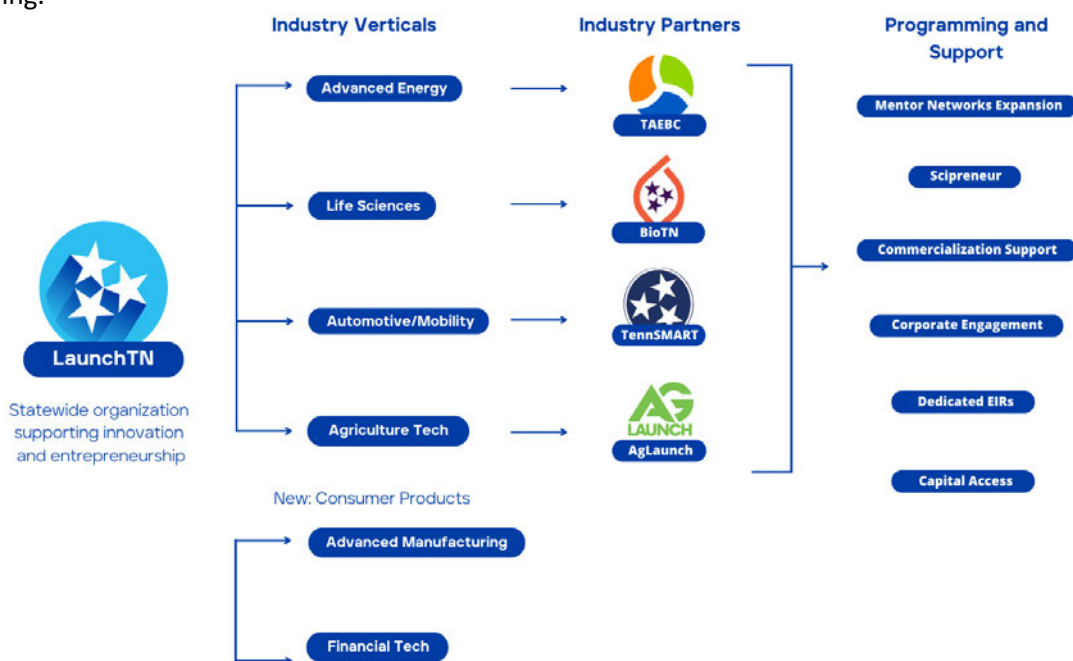 ing:
Industry Verticals
Industry Partners
Programming and
Support
Advanced Energy
TAEBC
Mentor Networks Expansion
Life Sciences
BioTN
Scipreneur
LaunchTN
Statewide organization
supporting innovation
and entrepreneurship
Automotive/Mobility
TennSMART
Commercialization Support
Corporate Engagement
Agriculture Tech
AG
LAUNCH
AgLaunch
Dedicated EIRs
Capital Access
New: Consumer Products
Advanced Manufacturing
Financial Tech